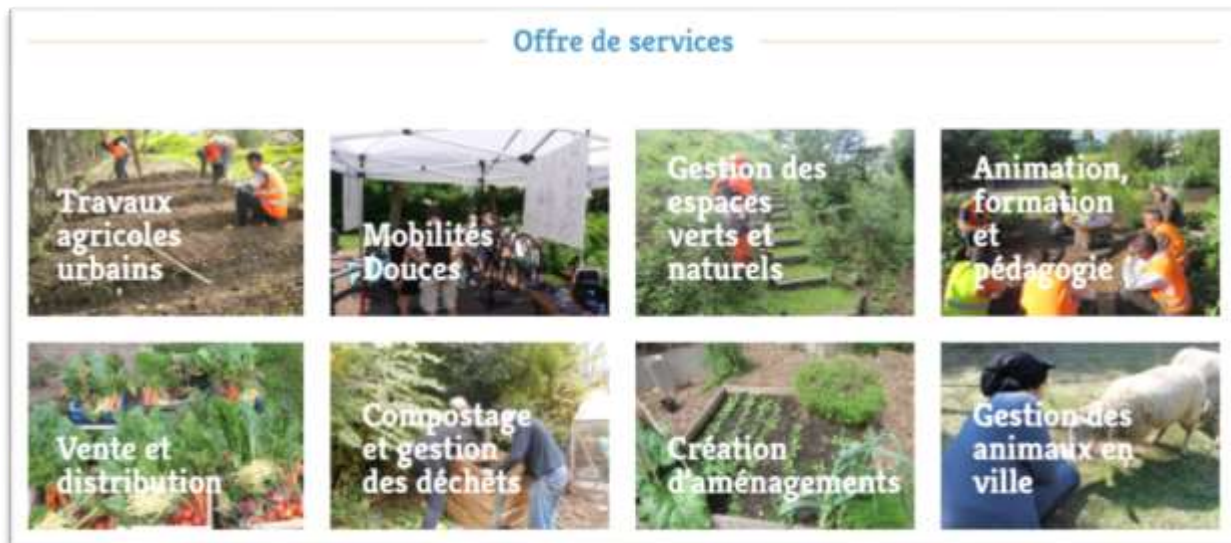 Offre de services
Travaux
agricoles
urbains
Mobilités
Douces
Gestion des
espaces
verts et
naturels
Animation,
formation
et
pédagogie
Vente et
distribution
Compostage
et gestion
des déchêts
Création
d'aménagements
Gestion des
animaux en
ville